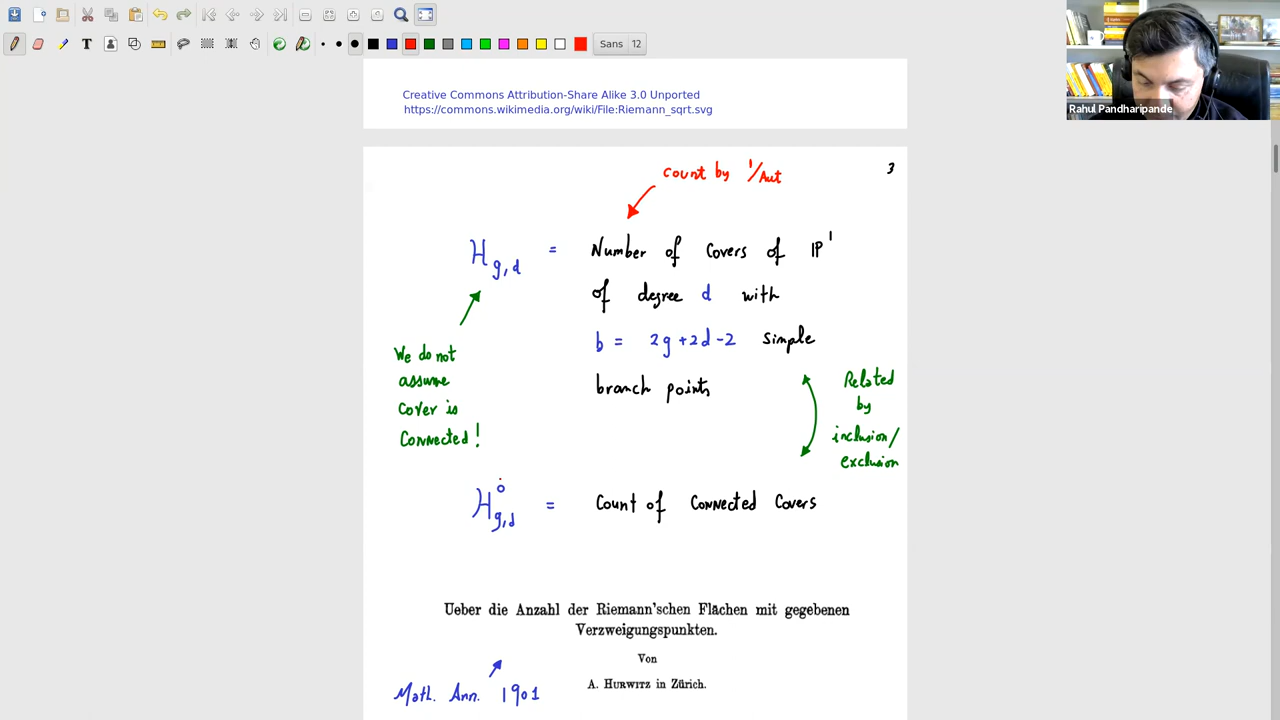 Sans 12
Rahul Pandharipande
Creative Commons Attribution-Share Alike 3.0 Unported
https://commons.wikimedia.org/wiki/File:Riemann_sqrt.svg
3
count by 1/Aut
H g,d = Number of Covers of IP¹
of degree d with
b = 2g+2d-2 simple
branch points
We do not
assume
cover is
connected!
Related
by
inclusion/
exclusion
H° g,d = Count of Connected Covers
Ueber die Anzahl der Riemann'schen Flächen mit gegebenen
Verzweigungspunkten.
Von
A. HURWITZ in Zürich.
Math. Ann. 1901